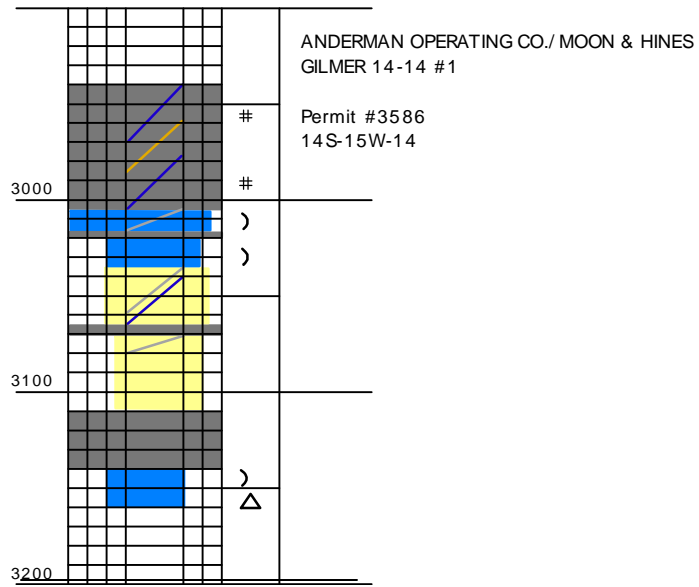 ANDERMAN OPERATING CO./ MOON & HINES
GILMER 14-14 #1
Permit #3586
14S-15W-14
#
#
3000
3100
3200